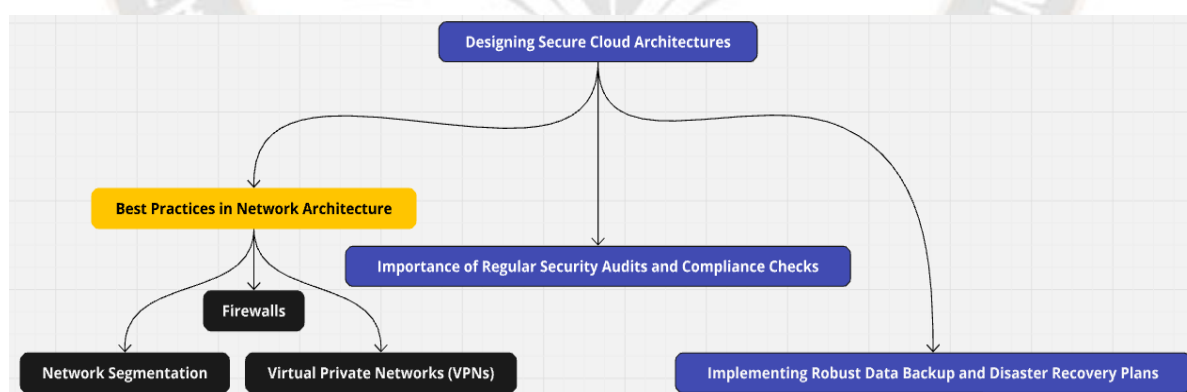 Designing Secure Cloud Architectures
Best Practices in Network Architecture
Importance of Regular Security Audits and Compliance Checks
Firewalls
Network Segmentation
Virtual Private Networks (VPNs)
Implementing Robust Data Backup and Disaster Recovery Plans